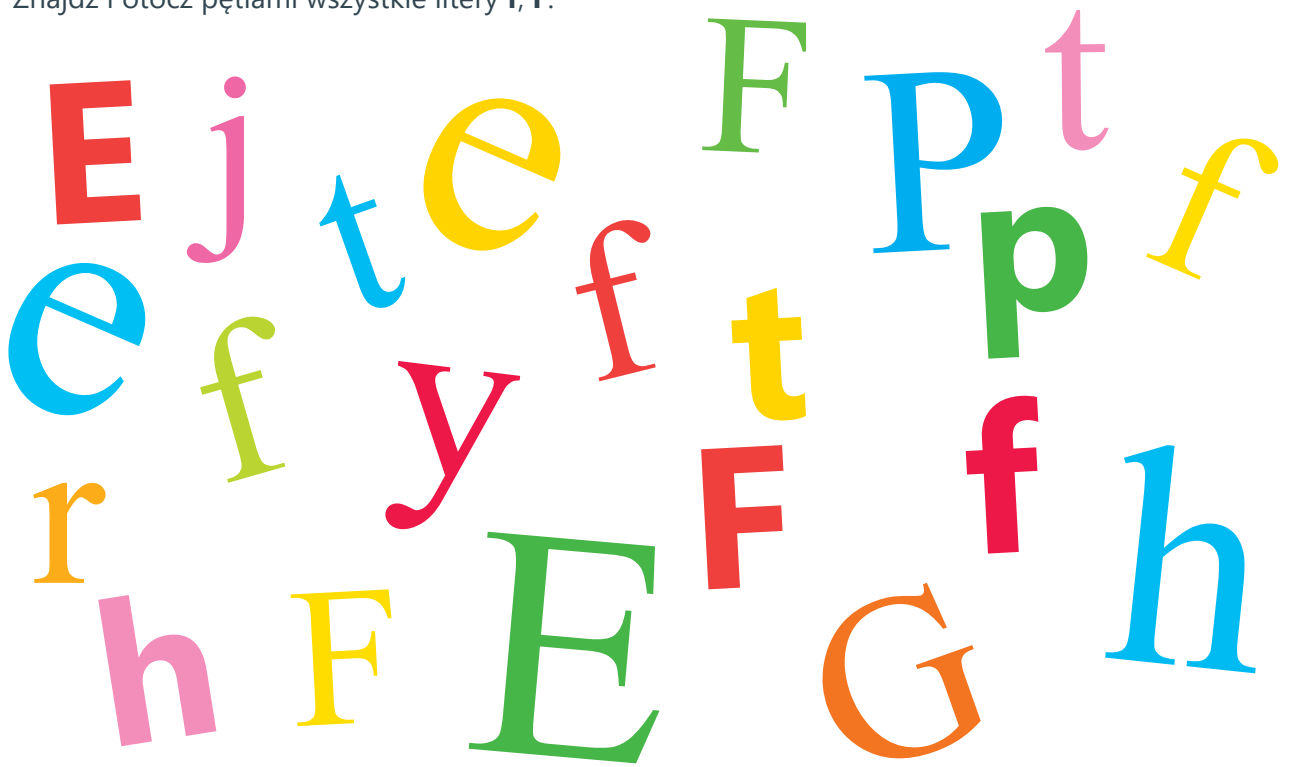 Znajdź i otocz pętlami wszystkie litery f, F.
F t
E j e P f
t f p
e f y t
r F f h
h F E G